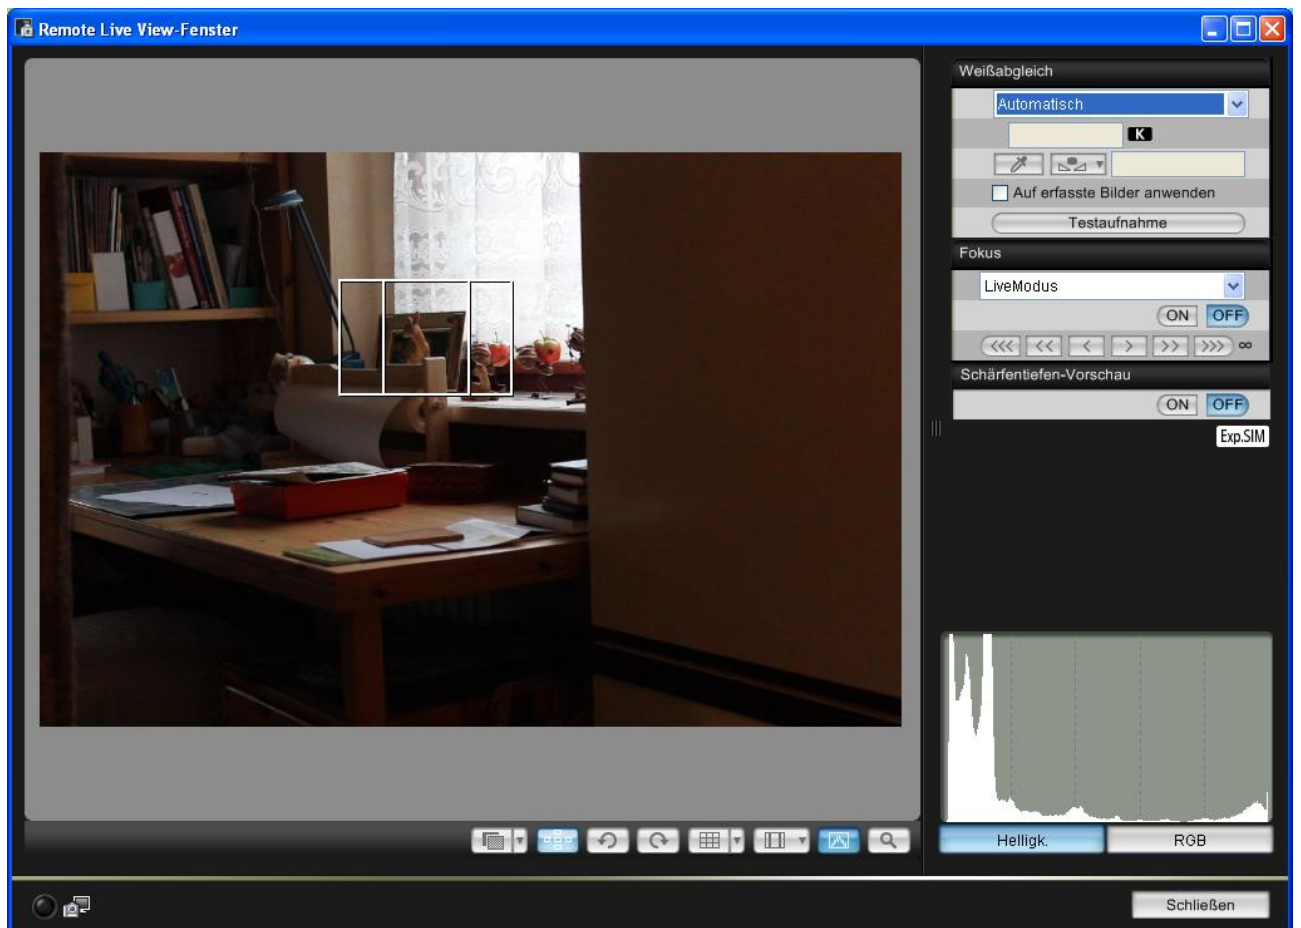 Remote Live View-Fenster
Weißabgleich
Automatisch
K
Auf erfasste Bilder anwenden
Testaufnahme
Fokus
LiveModus
ON OFF
<<< << < > >> >>> ∞
Schärfentiefen-Vorschau
ON OFF
Exp.SIM
Helligk. RGB
Schließen